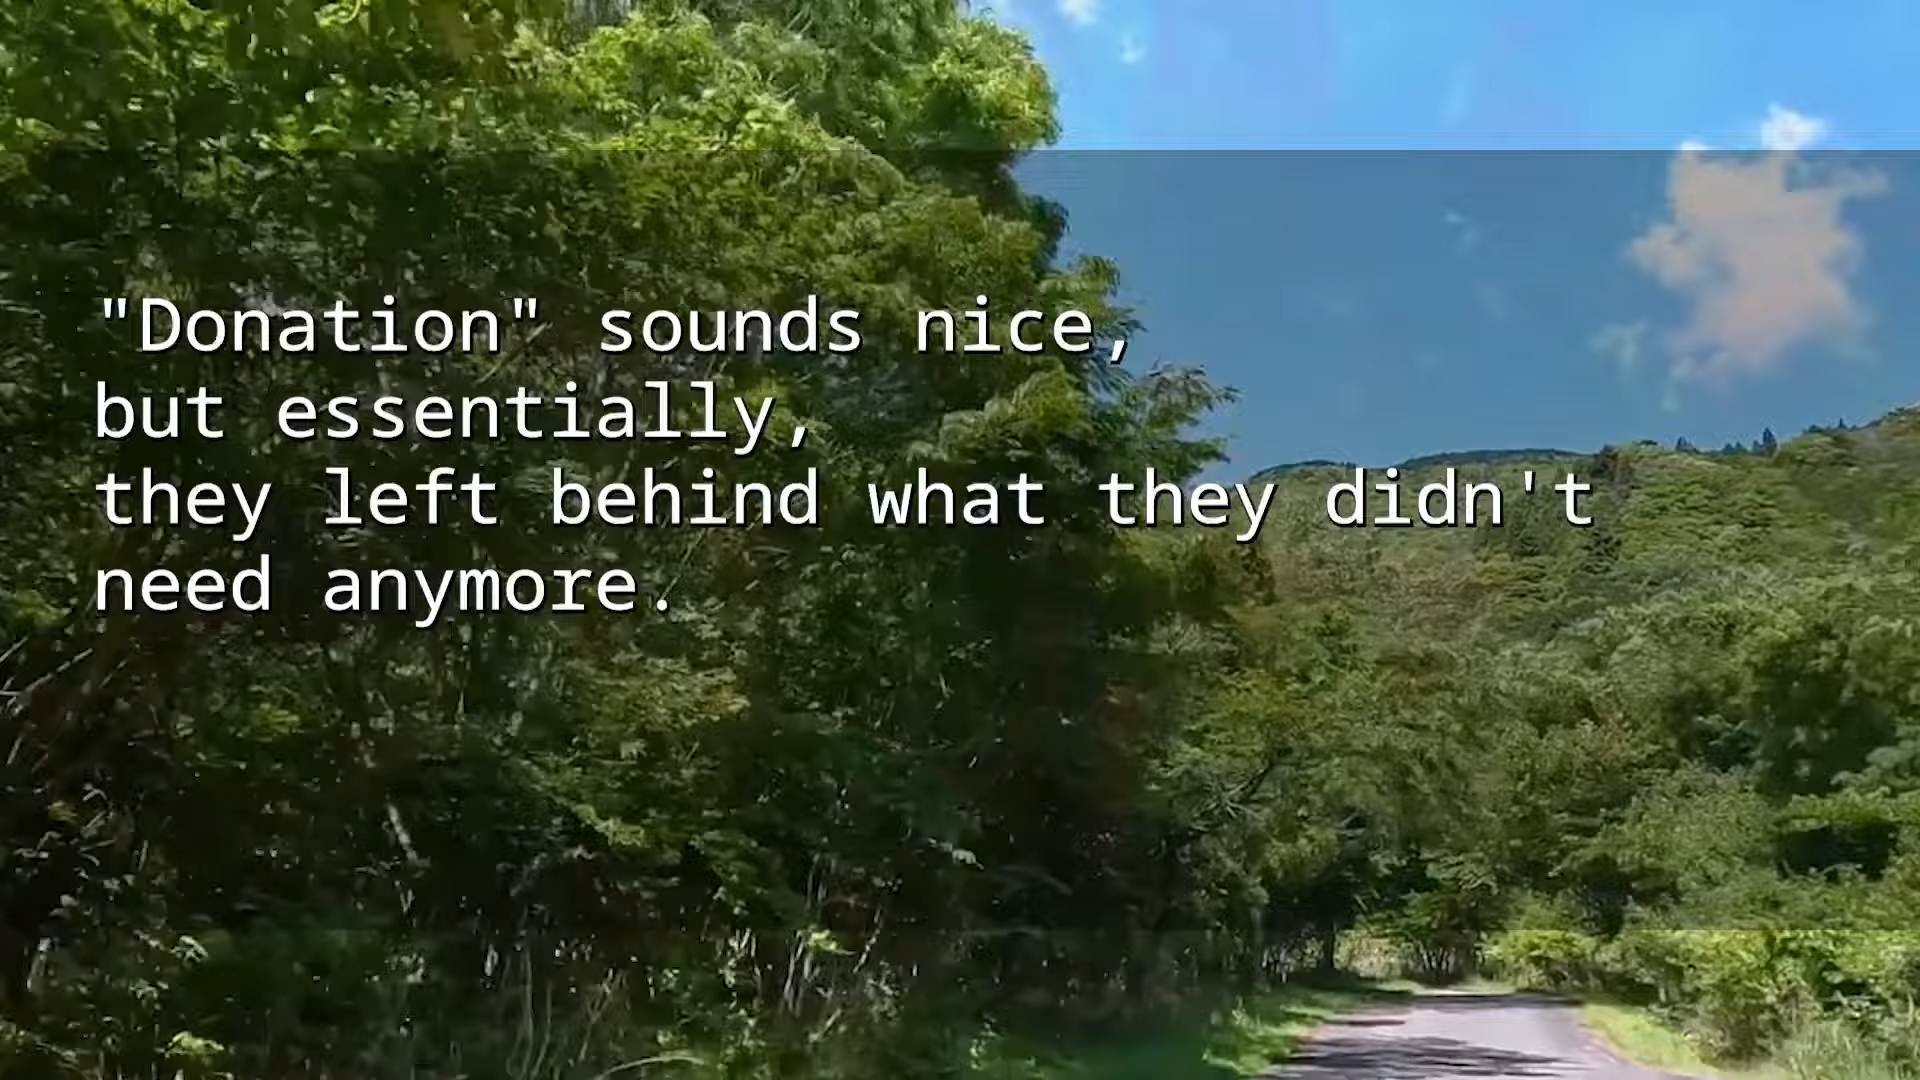 "Donation" sounds nice,
but essentially,
they left behind what they didn't
need anymore.